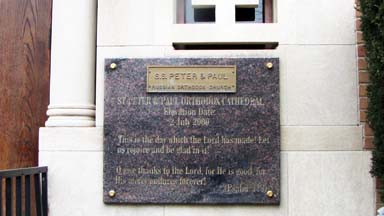 S.S. PETER & PAUL
RUSSIAN ORTHODOX CHURCH
ST. PETER & PAUL ORTHODOX CATHEDRAL
Elevation Date:
2 July 2000
This is the day which the Lord has made! Let
us rejoice and be glad in it!
O give thanks to the Lord, for He is good, for
His mercy endures forever!
(Psalm